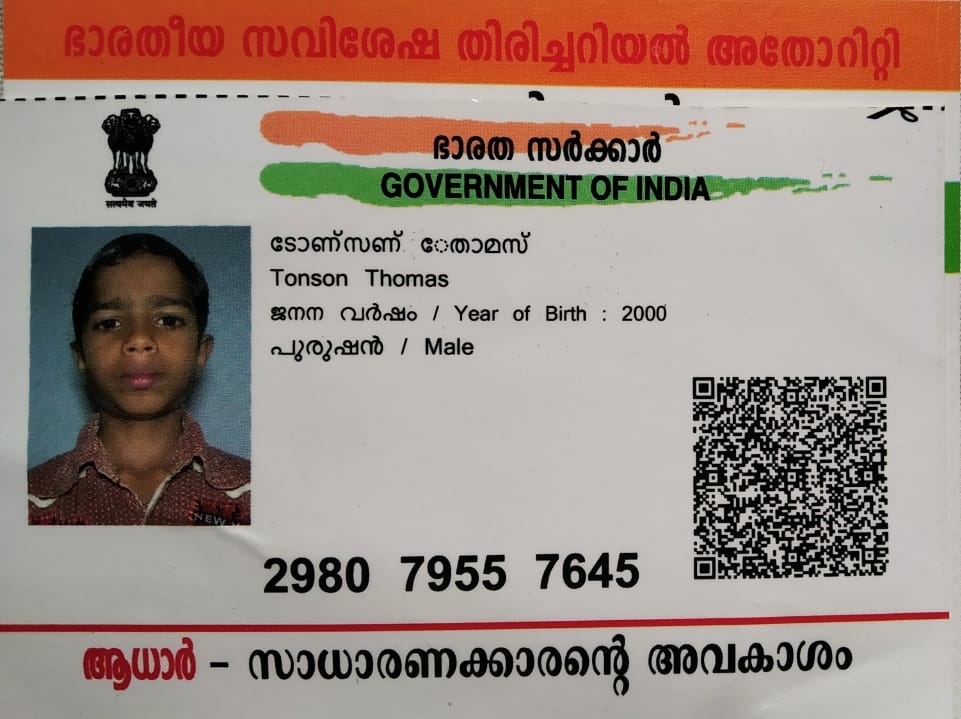 ഭാരതീയ സവിശേഷ തിരിച്ചറിയൽ അതോറിറ്റി
ഭാരത സർക്കാർ
GOVERNMENT OF INDIA
सत्यमेव जयते
ടോണ്സണ് േതാമസ്
Tonson Thomas
ജനന വർഷം / Year of Birth : 2000
പുരുഷൻ / Male
NEW
2980 7955 7645
ആധാർ - സാധാരണക്കാരന്റെ അവകാശം